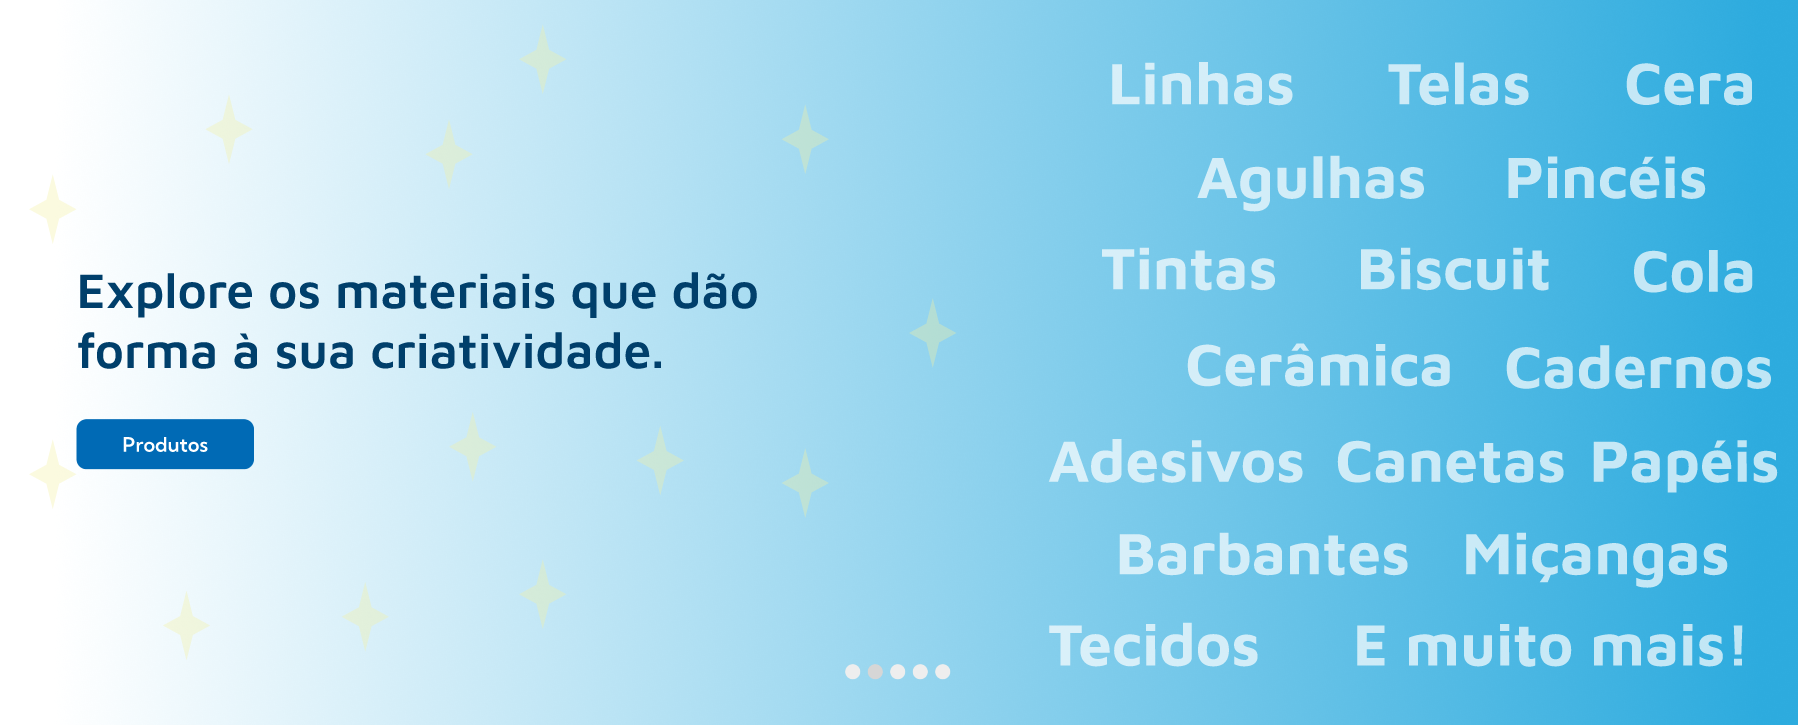 Explore os materiais que dão
forma à sua criatividade.
Produtos
Linhas Telas Cera
Agulhas Pincéis
Tintas Biscuit Cola
Cerâmica Cadernos
Adesivos Canetas Papéis
Barbantes Miçangas
Tecidos E muito mais!